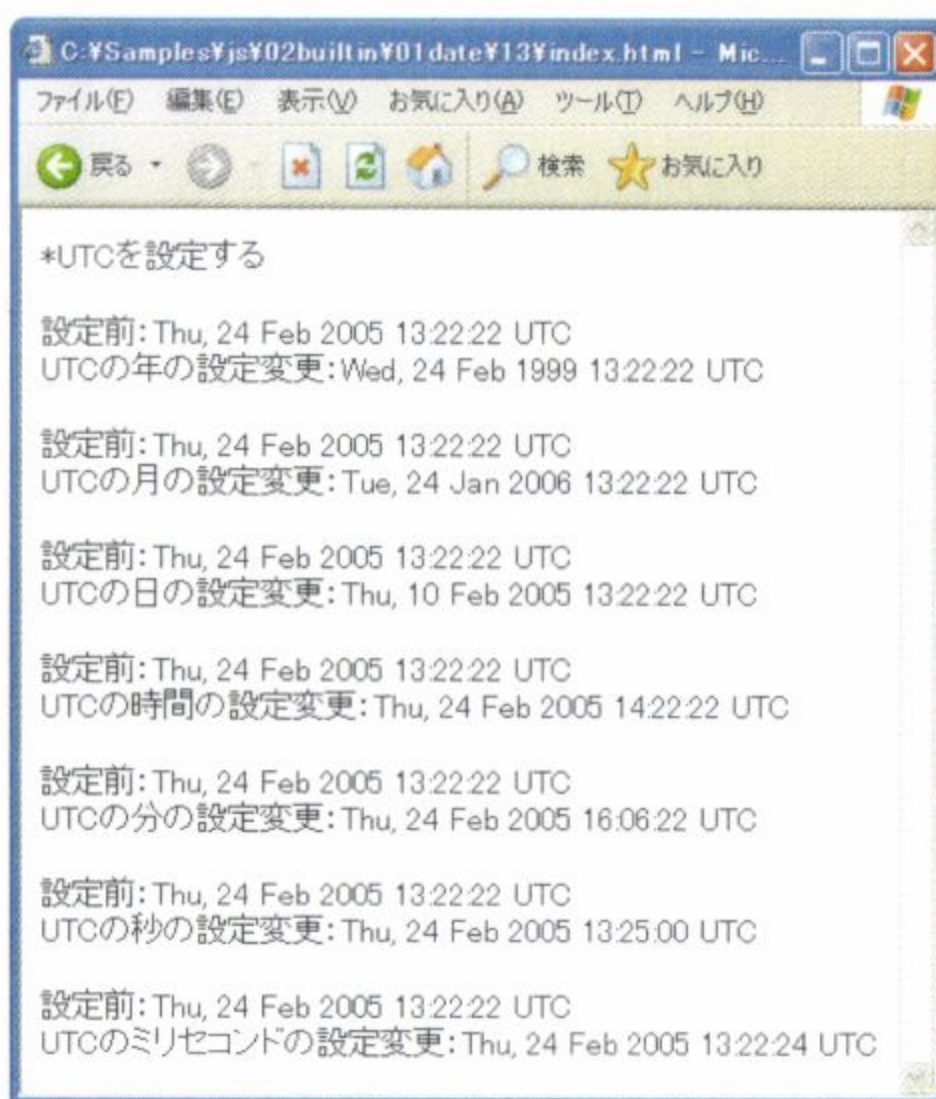 C:¥Samples¥js¥02builtin¥01date¥13¥index.html - Mic...
ファイル(F) 編集(E) 表示(V) お気に入り(A) ツール(T) ヘルプ(H)
戻る 検索 お気に入り
*UTCを設定する
設定前:Thu, 24 Feb 2005 13:22:22 UTC
UTCの年の設定変更:Wed, 24 Feb 1999 13:22:22 UTC
設定前:Thu, 24 Feb 2005 13:22:22 UTC
UTCの月の設定変更:Tue, 24 Jan 2006 13:22:22 UTC
設定前:Thu, 24 Feb 2005 13:22:22 UTC
UTCの日の設定変更:Thu, 10 Feb 2005 13:22:22 UTC
設定前:Thu, 24 Feb 2005 13:22:22 UTC
UTCの時間の設定変更:Thu, 24 Feb 2005 14:22:22 UTC
設定前:Thu, 24 Feb 2005 13:22:22 UTC
UTCの分の設定変更:Thu, 24 Feb 2005 16:06:22 UTC
設定前:Thu, 24 Feb 2005 13:22:22 UTC
UTCの秒の設定変更:Thu, 24 Feb 2005 13:25:00 UTC
設定前:Thu, 24 Feb 2005 13:22:22 UTC
UTCのミリセコンドの設定変更:Thu, 24 Feb 2005 13:22:24 UTC